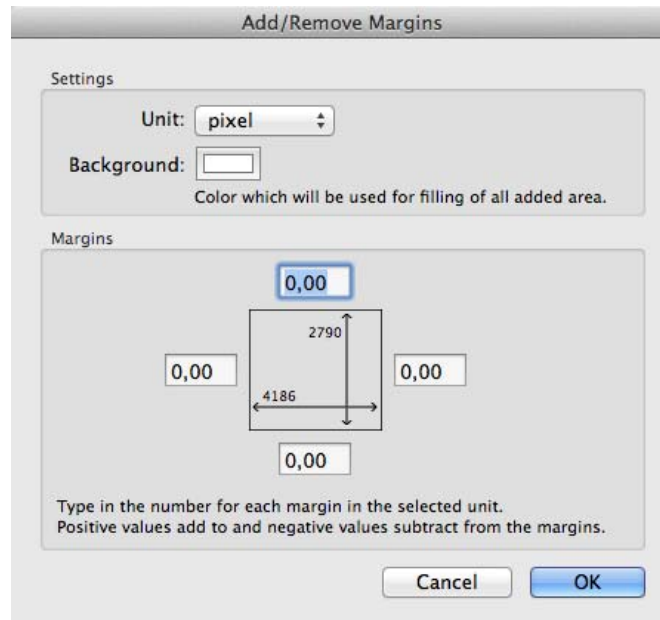 Add/Remove Margins
Settings
Unit: pixel
Background:
Color which will be used for filling of all added area.
Margins
0,00
2790
0,00 0,00
4186
0,00
Type in the number for each margin in the selected unit.
Positive values add to and negative values subtract from the margins.
Cancel OK